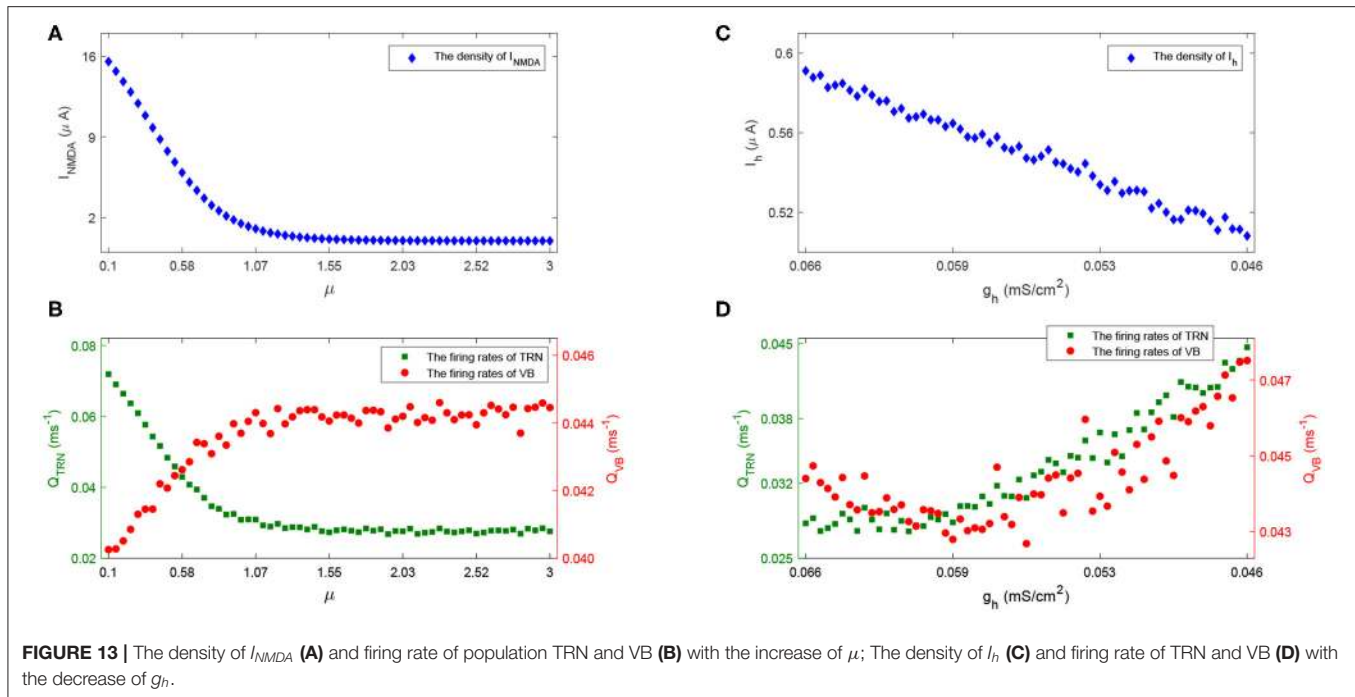 A
16
9
2
I_NMDA (μ A)
The density of I_NMDA
0.1 0.58 1.07 1.55 2.03 2.52 3
μ
B
0.08
0.06
0.04
0.02
Q_TRN (ms^-1)
The firing rates of TRN
The firing rates of VB
0.046
0.044
0.042
0.040
Q_VB (ms^-1)
0.1 0.58 1.07 1.55 2.03 2.52 3
μ
C
0.6
0.56
0.52
I_h (μ A)
The density of I_h
0.066 0.059 0.053 0.046
g_h (mS/cm^2)
D
0.045
0.038
0.032
0.025
Q_TRN (ms^-1)
The firing rates of TRN
The firing rates of VB
0.047
0.045
0.043
Q_VB (ms^-1)
0.066 0.059 0.053 0.046
g_h (mS/cm^2)
FIGURE 13 | The density of I_NMDA (A) and firing rate of population TRN and VB (B) with the increase of μ; The density of I_h (C) and firing rate of TRN and VB (D) with
the decrease of g_h.